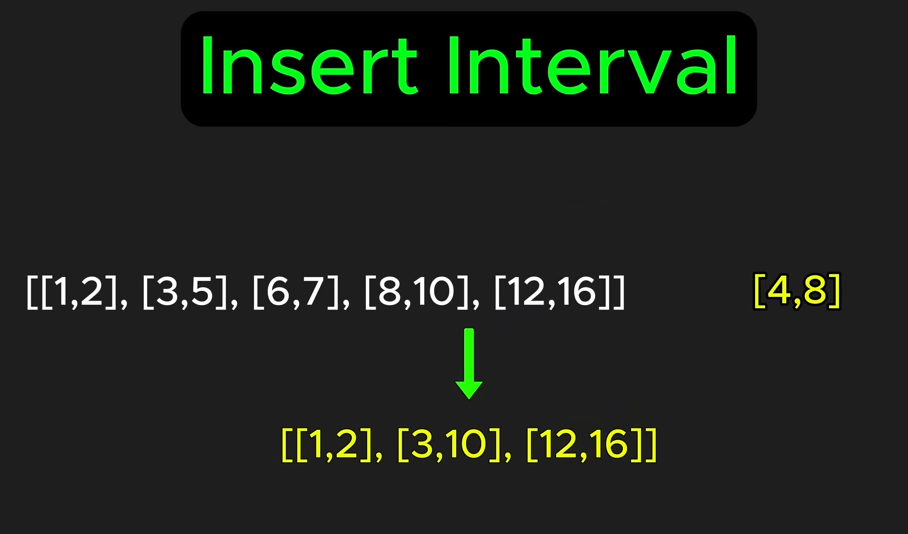 Insert Interval
[[1,2], [3,5], [6,7], [8,10], [12,16]] [4,8]
[[1,2], [3,10], [12,16]]